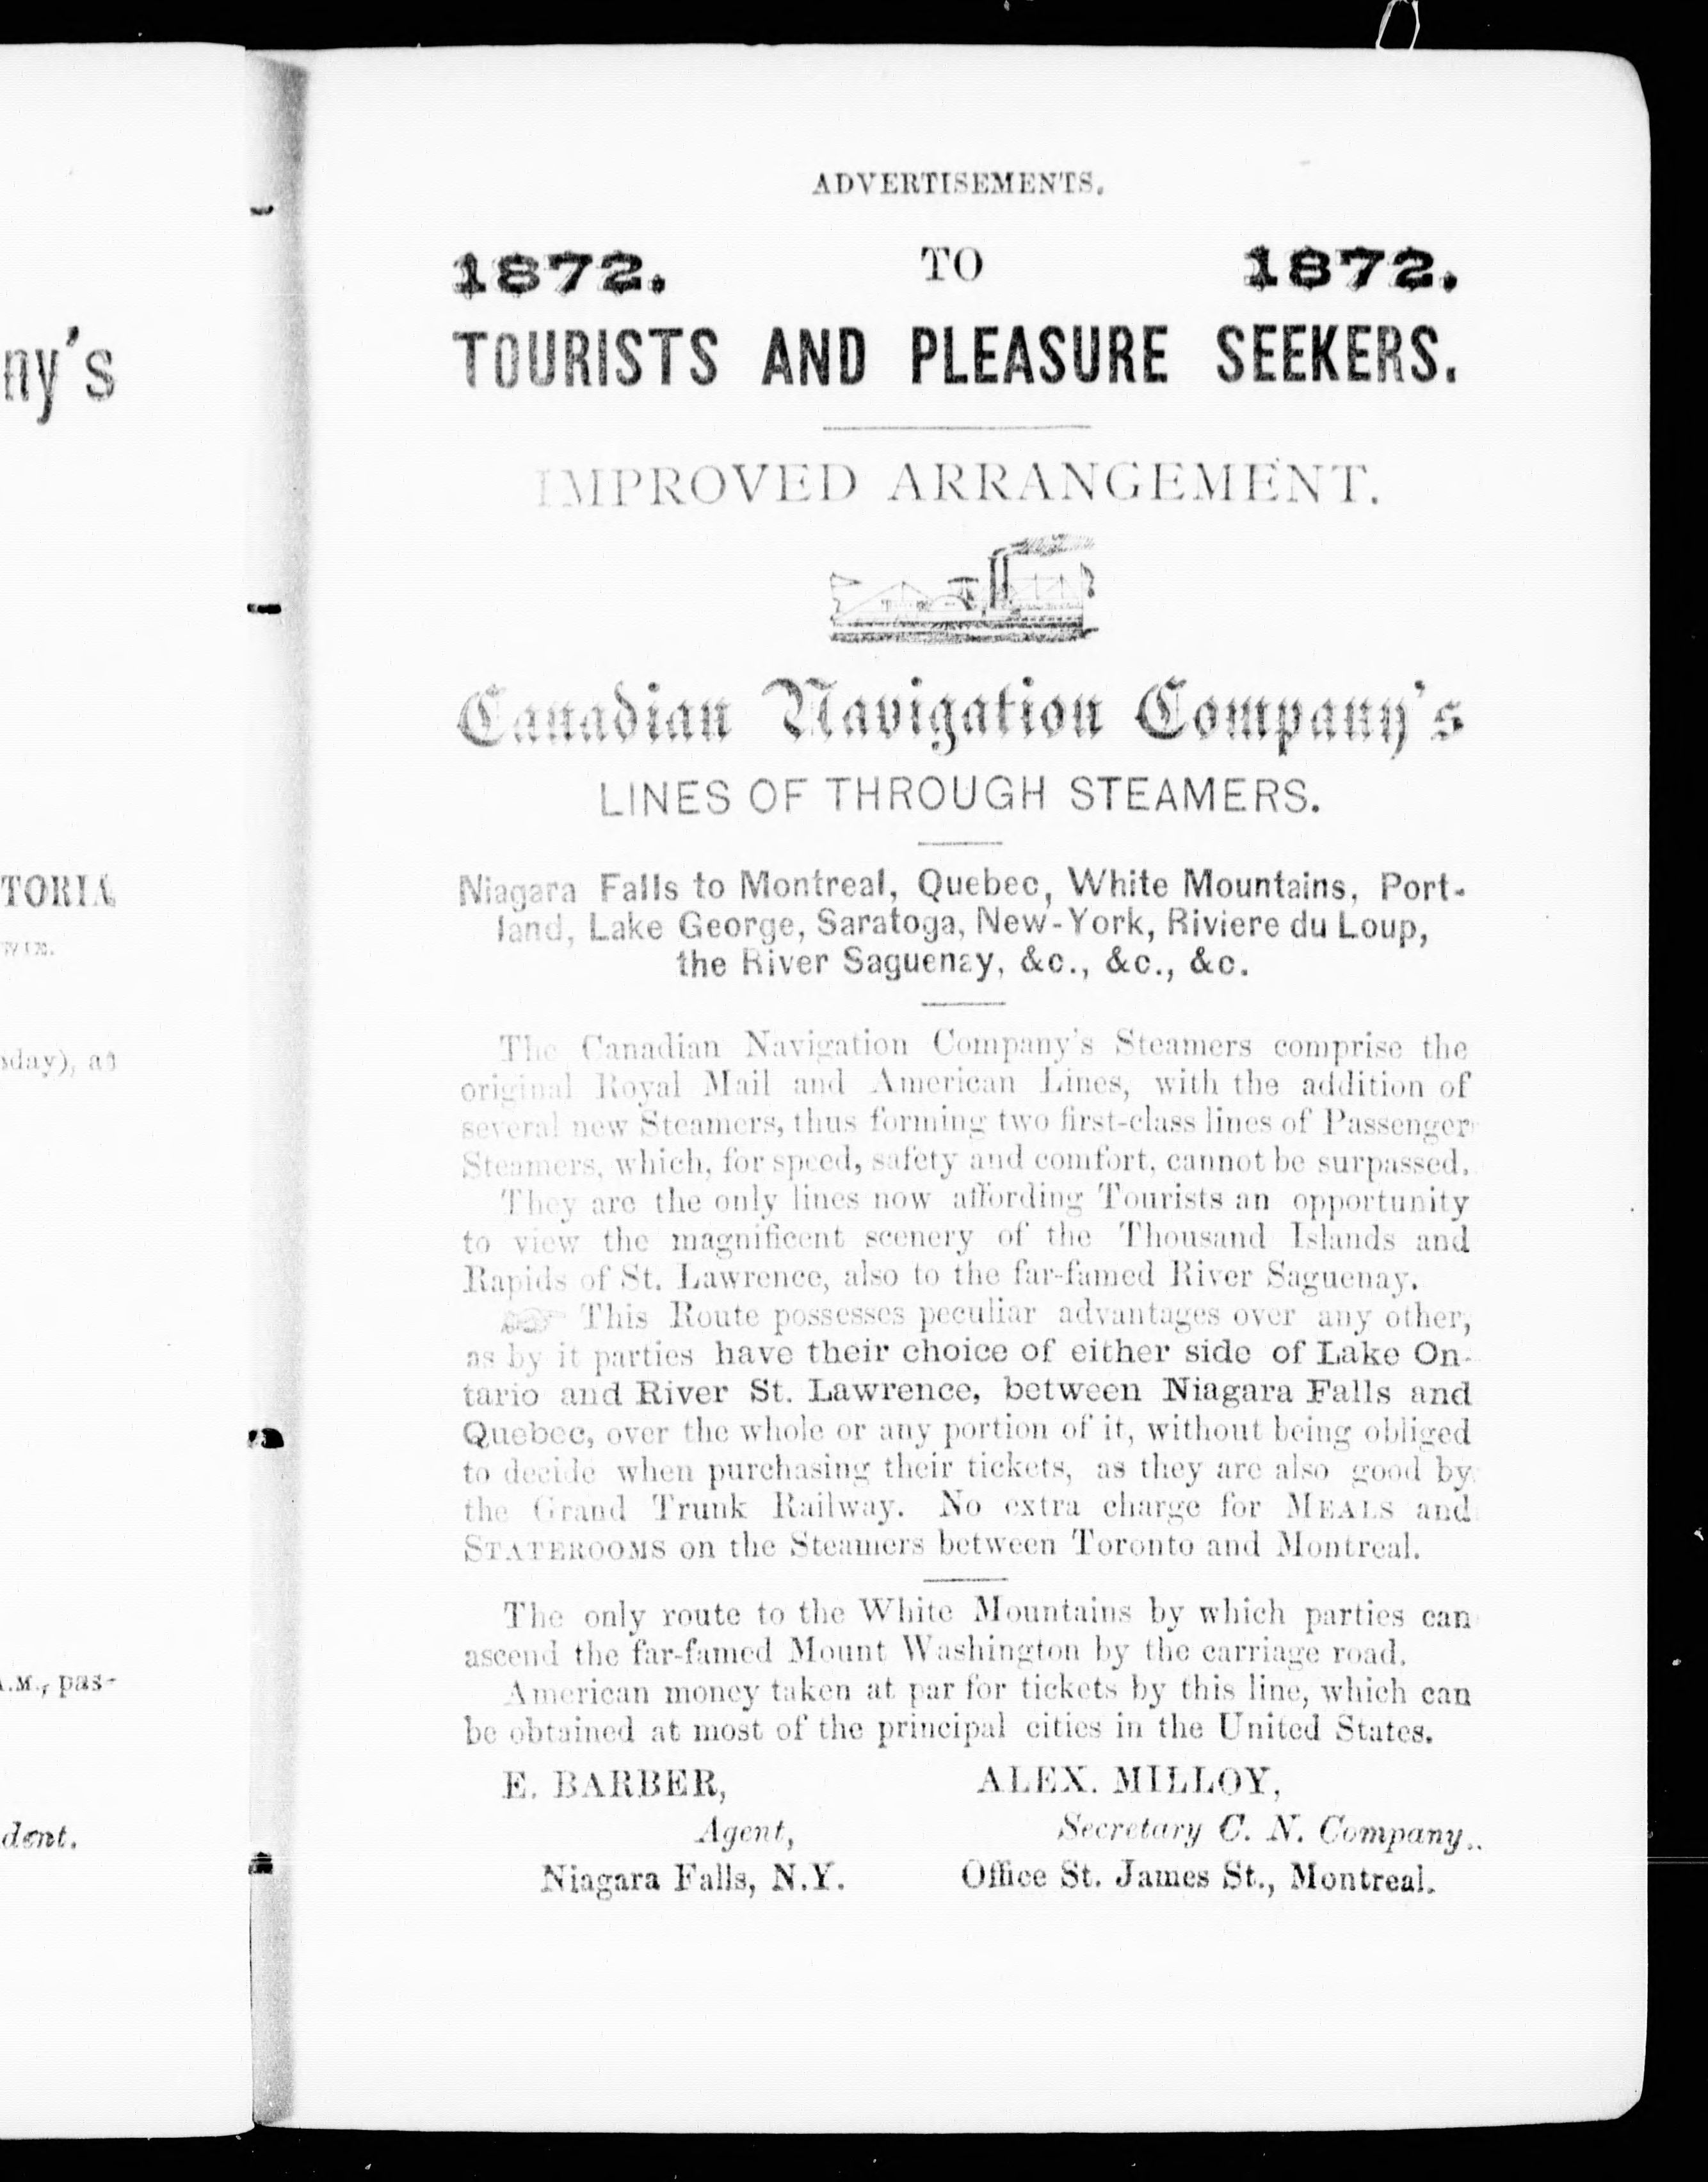 ny's
TORIA
sday), at
A.M., pas-
dent.
ADVERTISEMENTS.
1872. TO 1872.
TOURISTS AND PLEASURE SEEKERS.
IMPROVED ARRANGEMENT.
Canadian Navigation Company's
LINES OF THROUGH STEAMERS.
Niagara Falls to Montreal, Quebec, White Mountains, Port-
land, Lake George, Saratoga, New-York, Riviere du Loup,
the River Saguenay, &c., &c., &c.
The Canadian Navigation Company's Steamers comprise the
original Royal Mail and American Lines, with the addition of
several new Steamers, thus forming two first-class lines of Passenger
Steamers, which, for speed, safety and comfort, cannot be surpassed.
They are the only lines now affording Tourists an opportunity
to view the magnificent scenery of the Thousand Islands and
Rapids of St. Lawrence, also to the far-famed River Saguenay.
☞ This Route possesses peculiar advantages over any other,
as by it parties have their choice of either side of Lake On-
tario and River St. Lawrence, between Niagara Falls and
Quebec, over the whole or any portion of it, without being obliged
to decide when purchasing their tickets, as they are also good by
the Grand Trunk Railway. No extra charge for MEALS and
STATEROOMS on the Steamers between Toronto and Montreal.
The only route to the White Mountains by which parties can
ascend the far-famed Mount Washington by the carriage road.
American money taken at par for tickets by this line, which can
be obtained at most of the principal cities in the United States.
E. BARBER, ALEX. MILLOY,
Agent, Secretary C. N. Company.
Niagara Falls, N.Y. Office St. James St., Montreal.